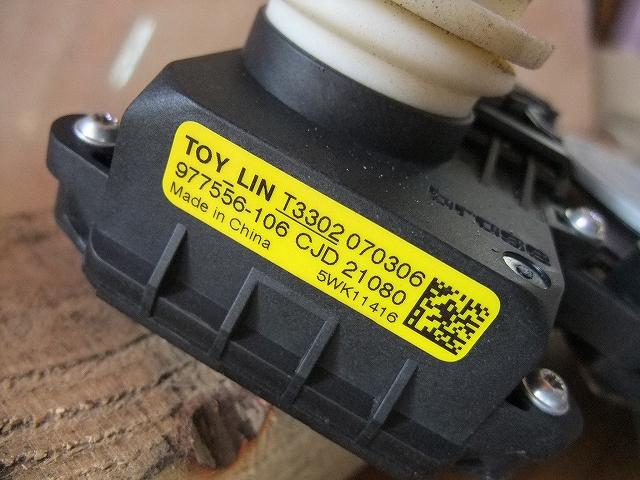 TOY_LIN T3302 070306
977556-106 CJD 21080
Made in China 5WK11416